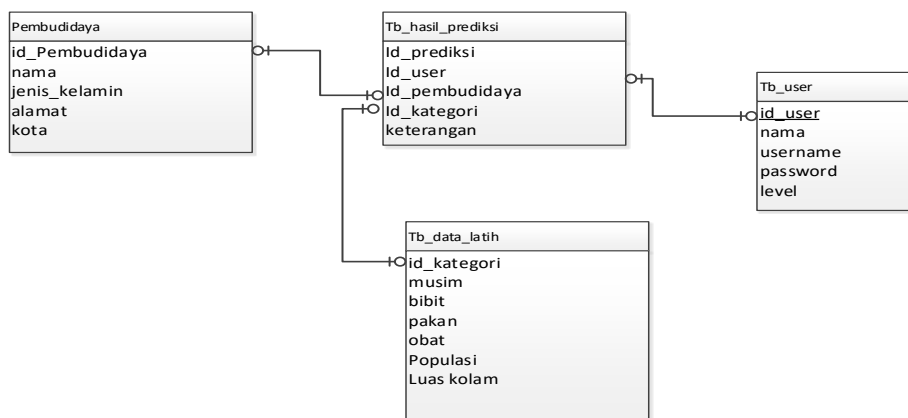 Pembudidaya
id_Pembudidaya
nama
jenis_kelamin
alamat
kota
Tb_hasil_prediksi
Id_prediksi
Id_user
Id_pembudidaya
Id_kategori
keterangan
Tb_user
id_user
nama
username
password
level
Tb_data_latih
id_kategori
musim
bibit
pakan
obat
Populasi
Luas kolam